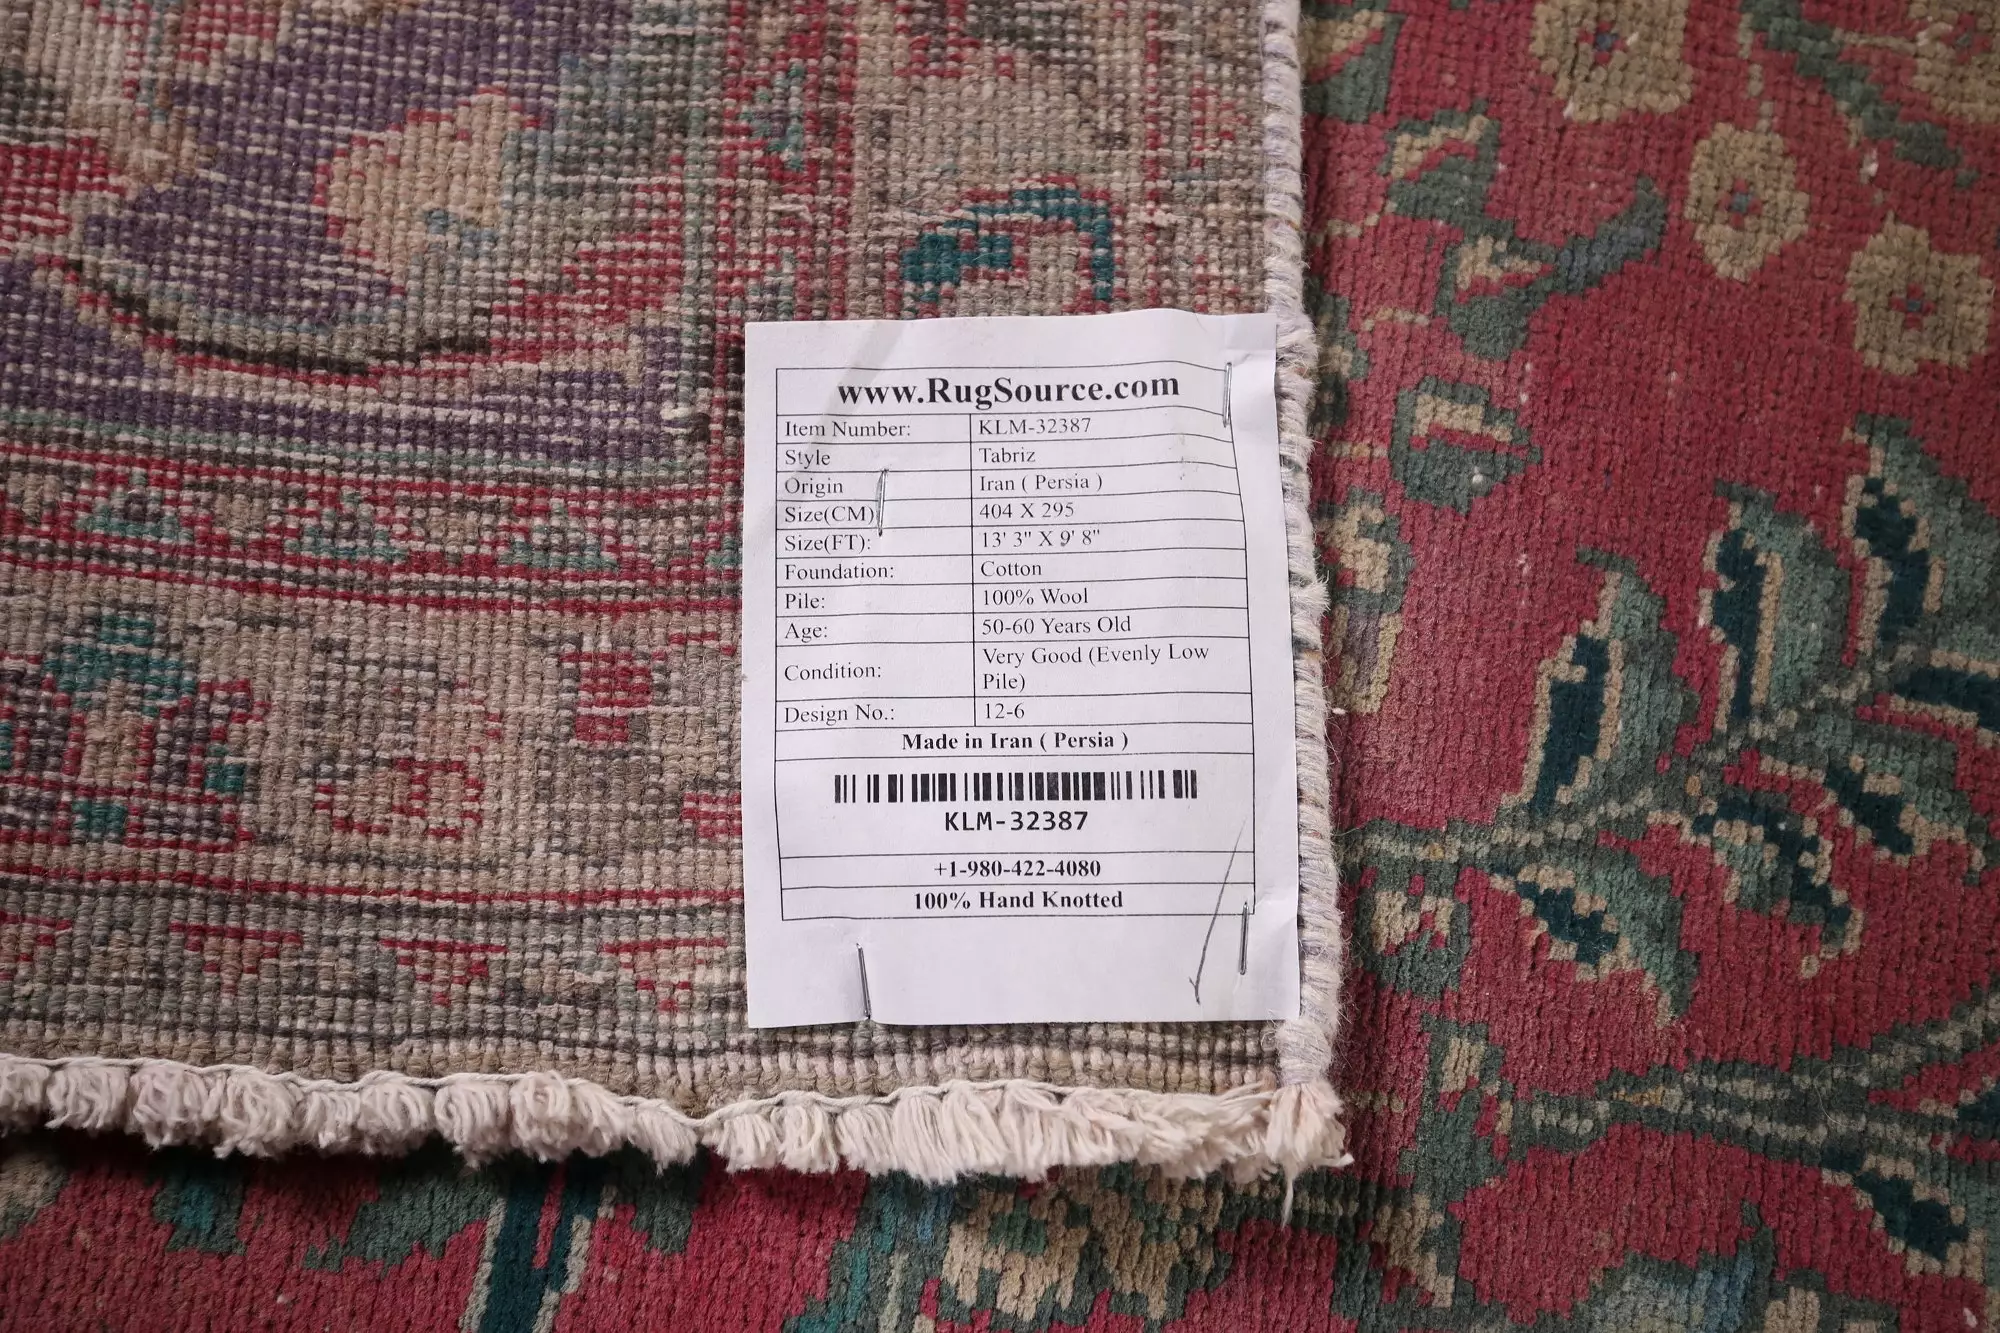 www.RugSource.com
Item Number: KLM-32387
Style Tabriz
Origin Iran ( Persia )
Size(CM) 404 X 295
Size(FT): 13' 3" X 9' 8"
Foundation: Cotton
Pile: 100% Wool
Age: 50-60 Years Old
Condition: Very Good (Evenly Low
Pile)
Design No.: 12-6
Made in Iran ( Persia )
KLM-32387
+1-980-422-4080
100% Hand Knotted